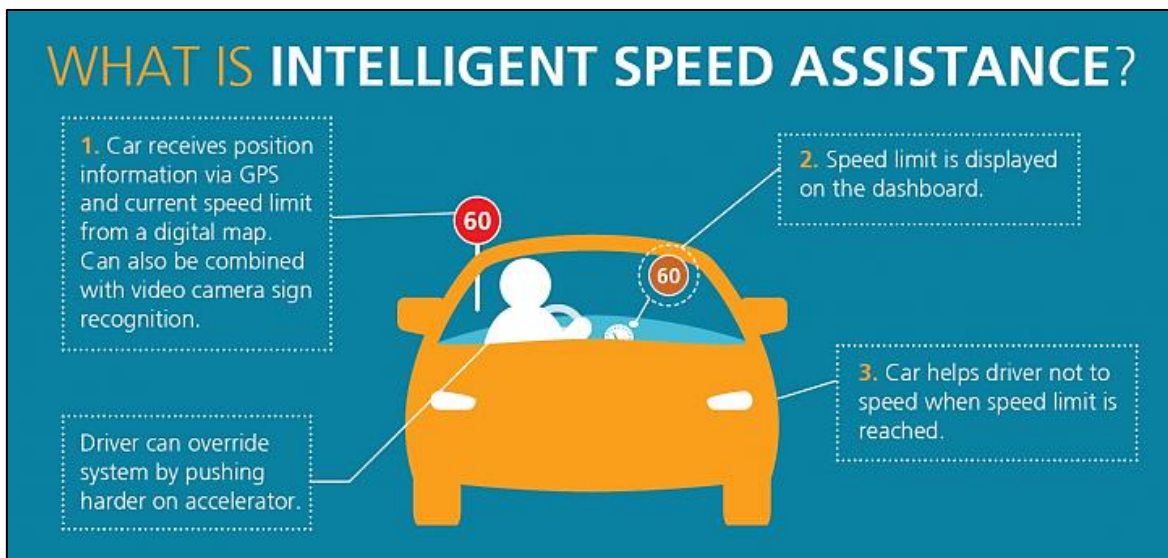 WHAT IS INTELLIGENT SPEED ASSISTANCE?
1. Car receives position
information via GPS
and current speed limit
from a digital map.
Can also be combined
with video camera sign
recognition.
60
2. Speed limit is displayed
on the dashboard.
60
3. Car helps driver not to
speed when speed limit is
reached.
Driver can override
system by pushing
harder on accelerator.